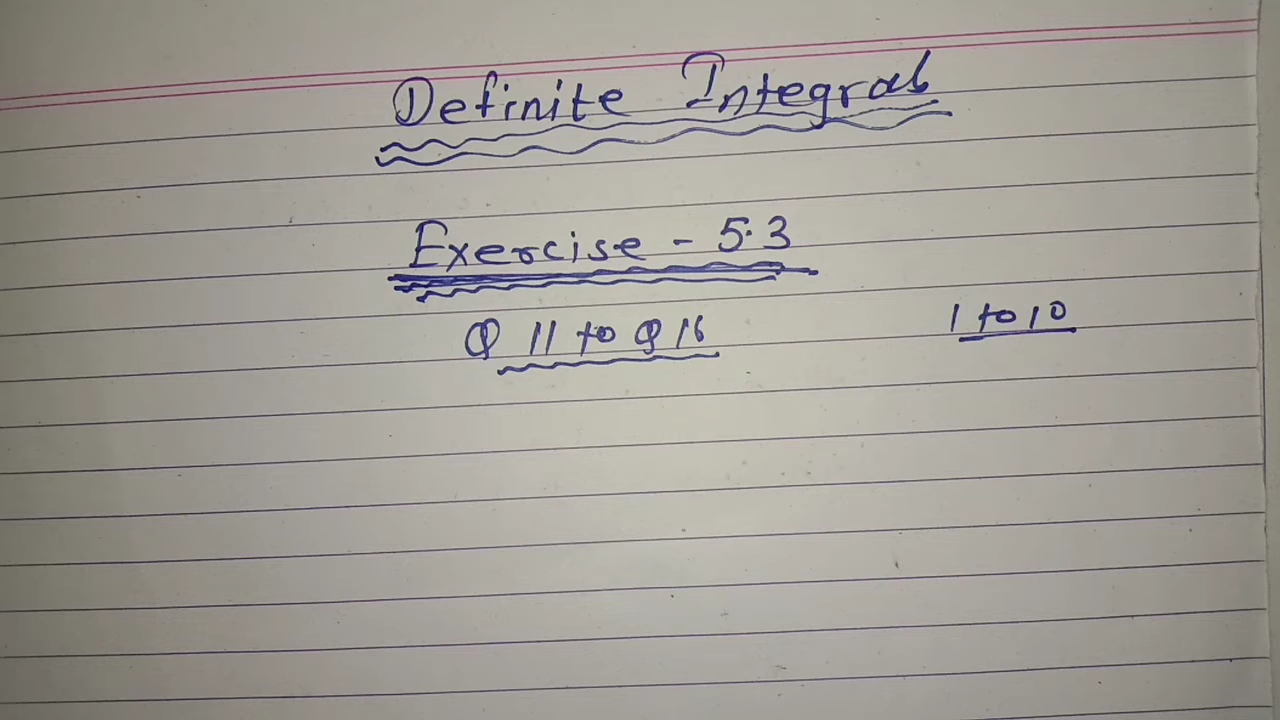 Definite Integral
Exercise - 5.3
Q 11 to Q 16
1 to 10